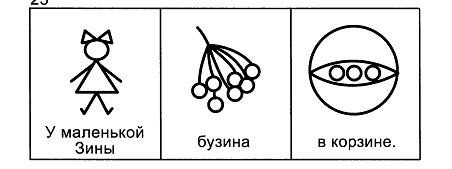 У маленькой
Зины
бузина
в корзине.